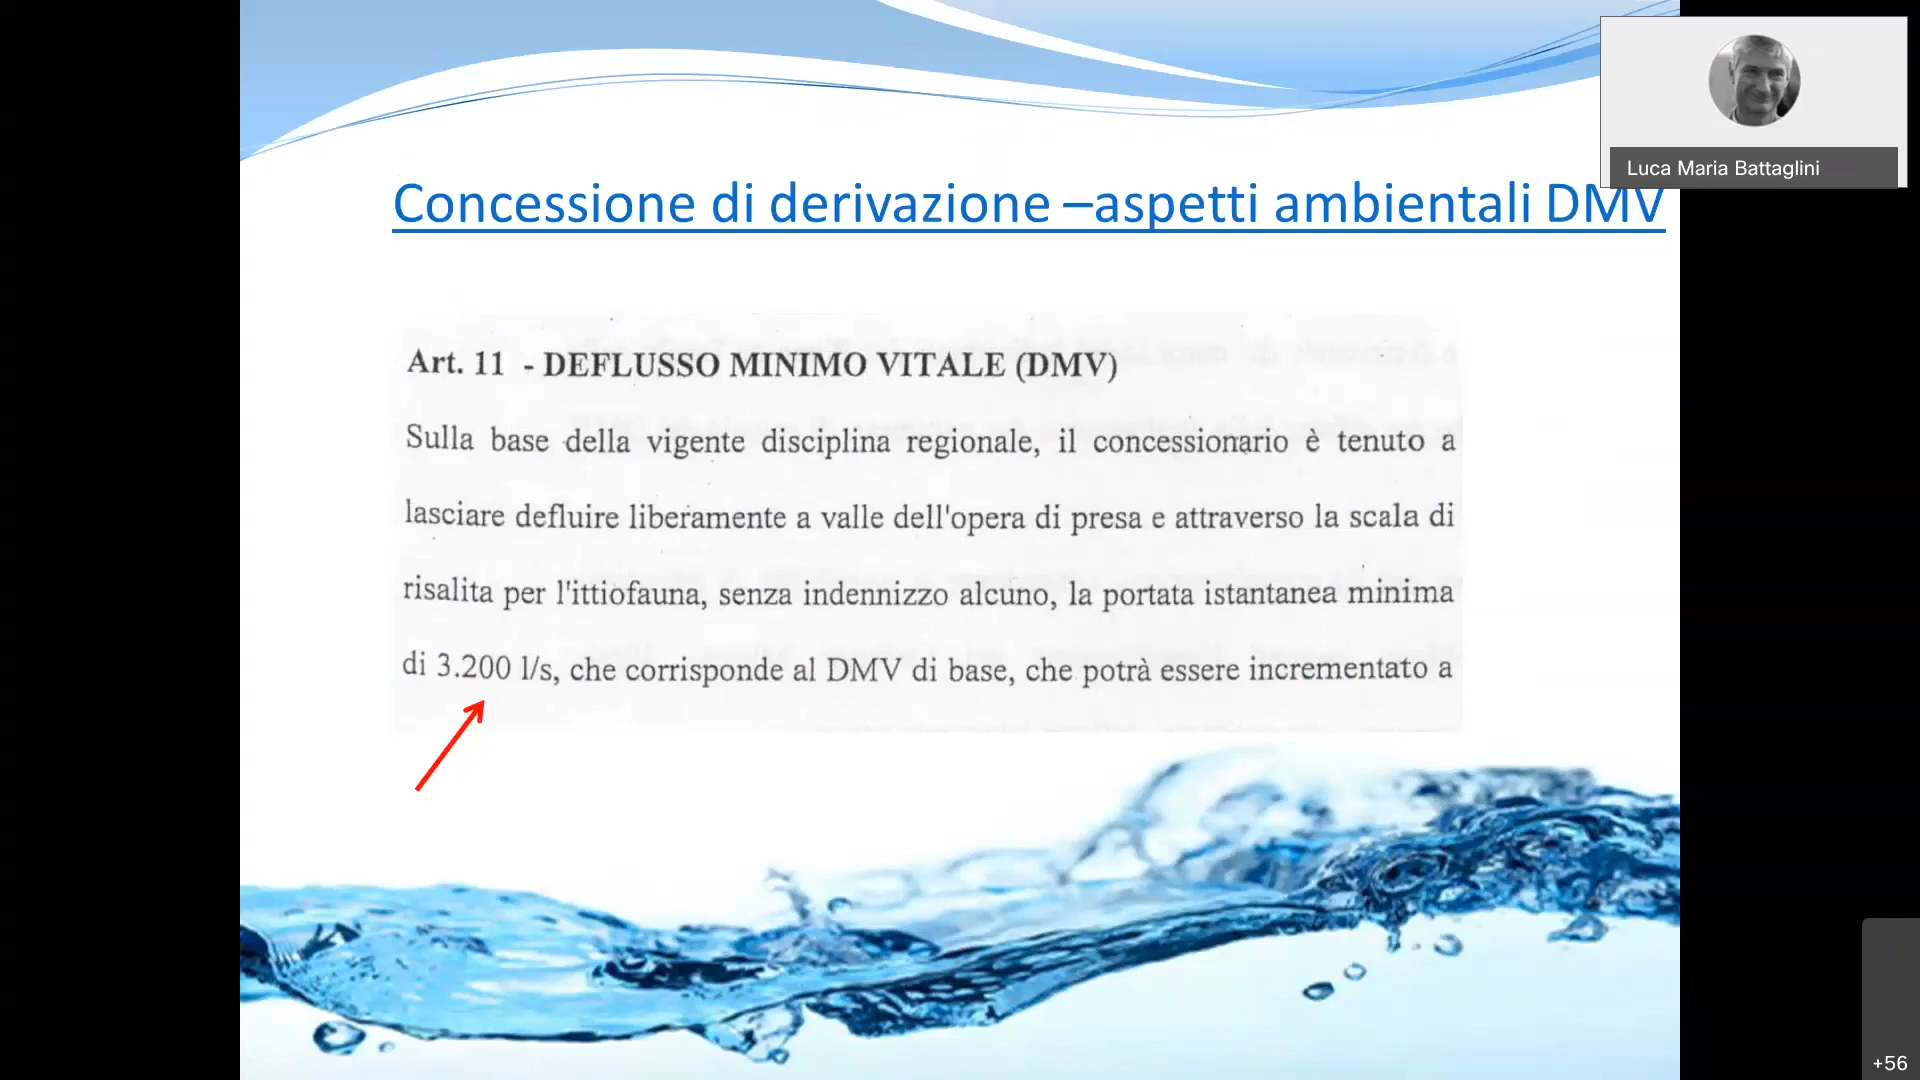 Luca Maria Battaglini
Concessione di derivazione –aspetti ambientali DMV
Art. 11 - DEFLUSSO MINIMO VITALE (DMV)
Sulla base della vigente disciplina regionale, il concessionario è tenuto a
lasciare defluire liberamente a valle dell'opera di presa e attraverso la scala di
risalita per l'ittiofauna, senza indennizzo alcuno, la portata istantanea minima
di 3.200 l/s, che corrisponde al DMV di base, che potrà essere incrementato a
+56